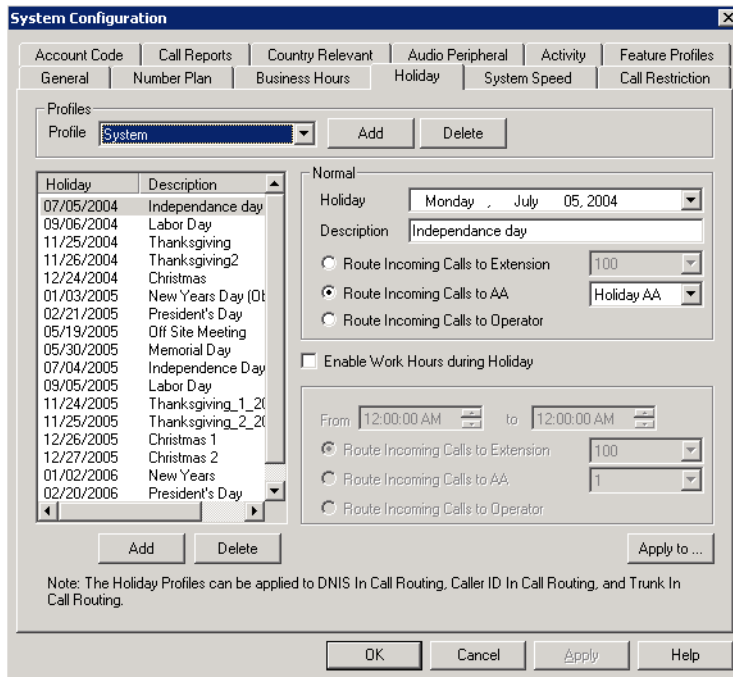 System Configuration
Account Code Call Reports Country Relevant Audio Peripheral Activity Feature Profiles
General Number Plan Business Hours Holiday System Speed Call Restriction
Profiles
Profile System Add Delete
Holiday Description
07/05/2004 Independance day
09/06/2004 Labor Day
11/25/2004 Thanksgiving
11/26/2004 Thanksgiving2
12/24/2004 Christmas
01/03/2005 New Years Day (Ob
02/21/2005 President's Day
05/19/2005 Off Site Meeting
05/30/2005 Memorial Day
07/04/2005 Independence Day
09/05/2005 Labor Day
11/24/2005 Thanksgiving_1_20
11/25/2005 Thanksgiving_2_20
12/26/2005 Christmas 1
12/27/2005 Christmas 2
01/02/2006 New Years
02/20/2006 President's Day
Add Delete
Normal
Holiday Monday , July 05, 2004
Description Independance day
Route Incoming Calls to Extension 100
Route Incoming Calls to AA Holiday AA
Route Incoming Calls to Operator
Enable Work Hours during Holiday
From 12:00:00 AM to 12:00:00 AM
Route Incoming Calls to Extension 100
Route Incoming Calls to AA 1
Route Incoming Calls to Operator
Apply to ...
Note: The Holiday Profiles can be applied to DNIS In Call Routing, Caller ID In Call Routing, and Trunk In
Call Routing.
OK Cancel Apply Help